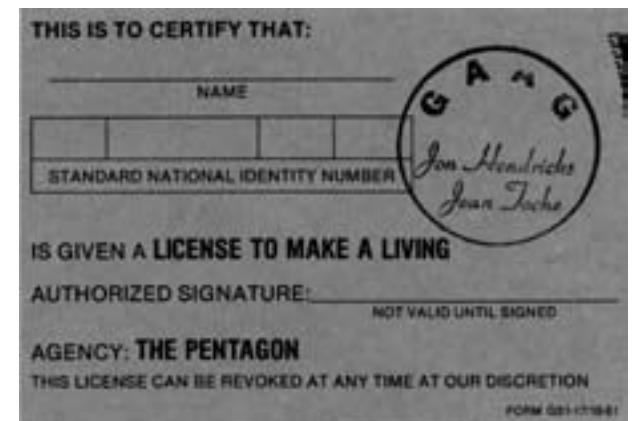 THIS IS TO CERTIFY THAT:
NAME
GANG
Jon Hendricks
Jean Toche
STANDARD NATIONAL IDENTITY NUMBER
IS GIVEN A LICENSE TO MAKE A LIVING
AUTHORIZED SIGNATURE:
NOT VALID UNTIL SIGNED
AGENCY: THE PENTAGON
THIS LICENSE CAN BE REVOKED AT ANY TIME AT OUR DISCRETION
FORM